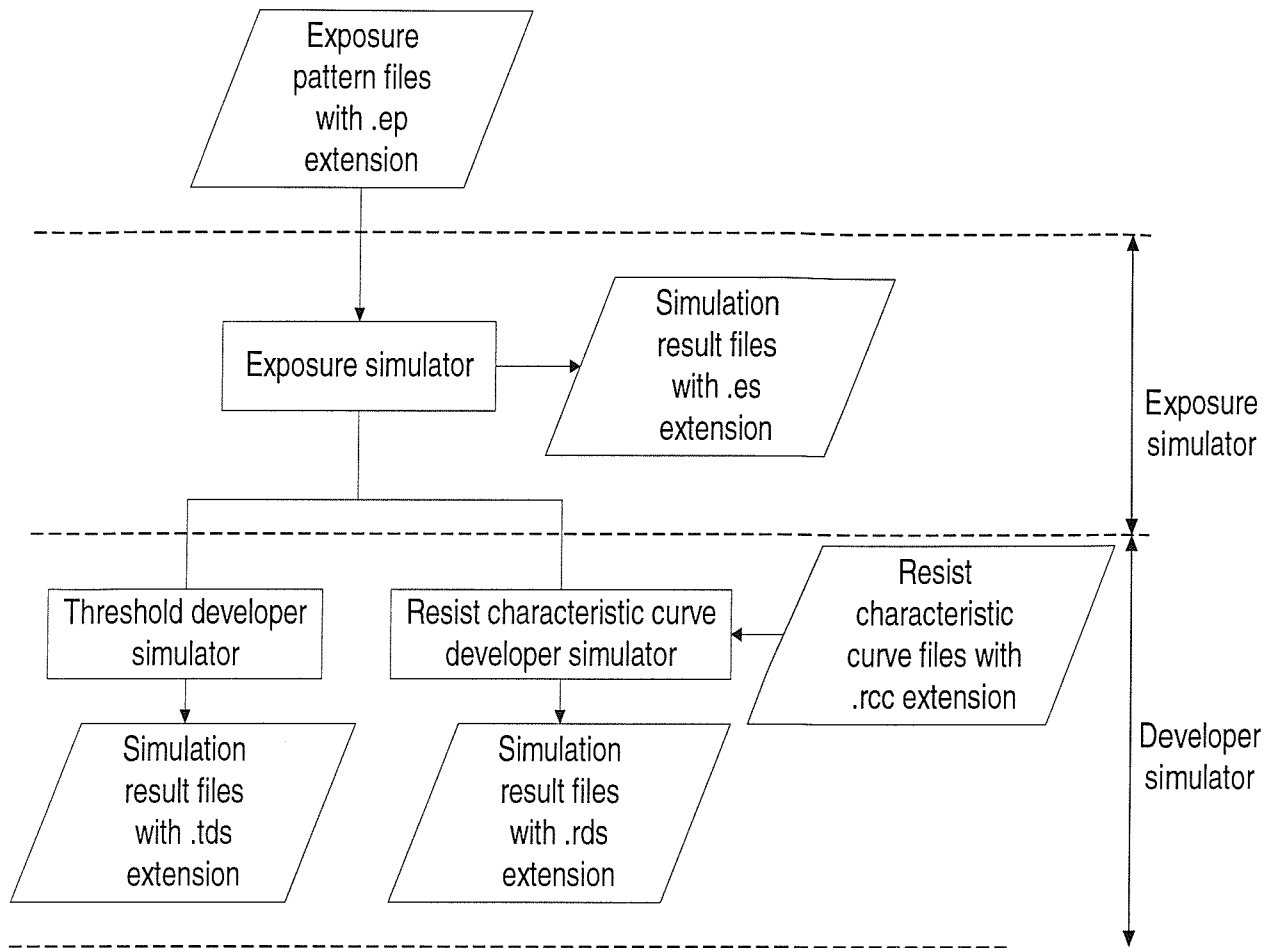 Exposure
pattern files
with .ep
extension
Exposure simulator
Simulation
result files
with .es
extension
Exposure
simulator
Threshold developer
simulator
Resist characteristic curve
developer simulator
Resist
characteristic
curve files with
.rcc extension
Simulation
result files
with .tds
extension
Simulation
result files
with .rds
extension
Developer
simulator